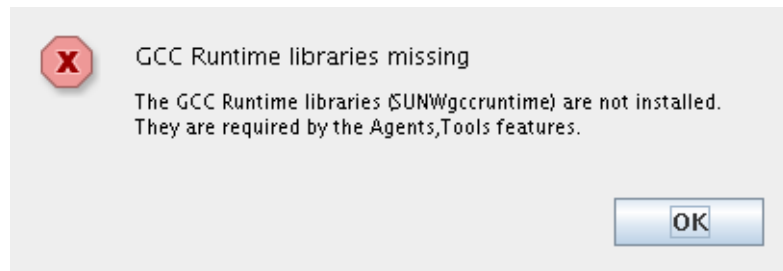 GCC Runtime libraries missing
The GCC Runtime libraries (SUNWgccruntime) are not installed.
They are required by the Agents,Tools features.
OK